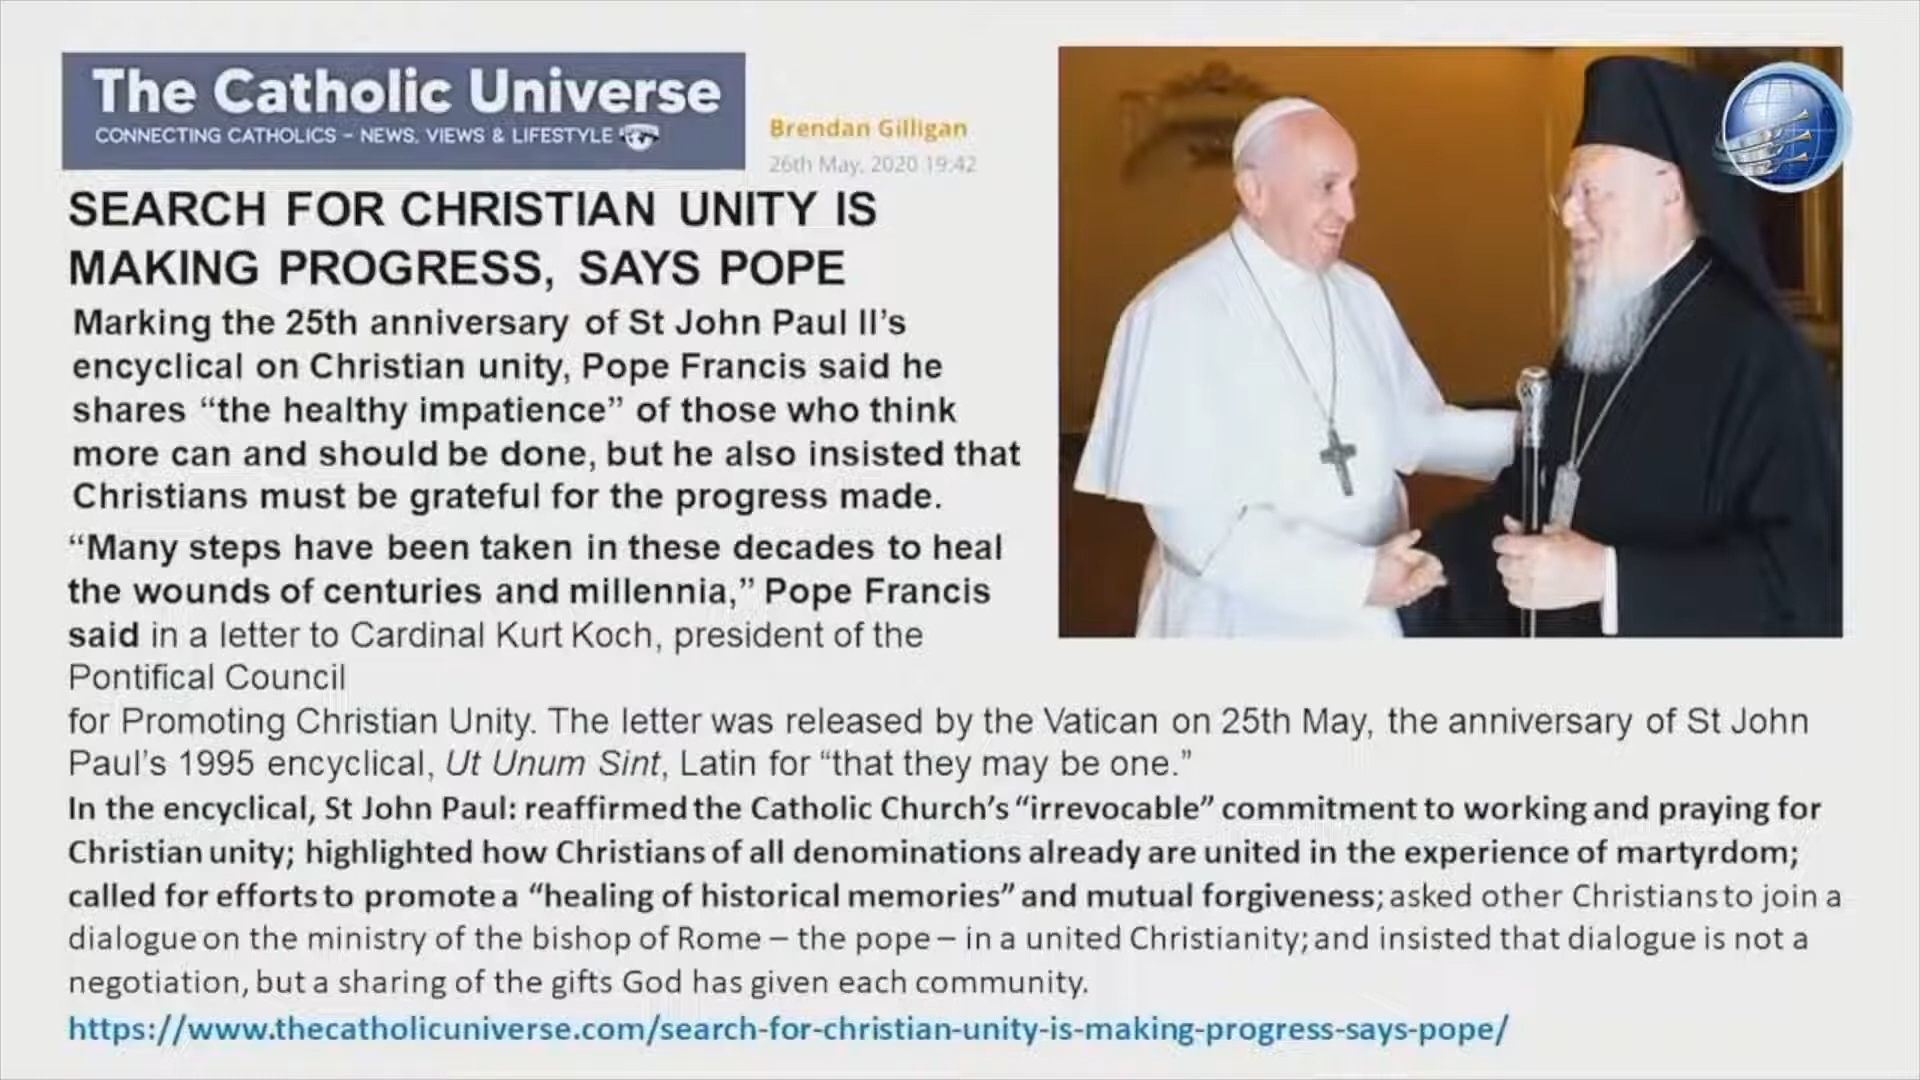 The Catholic Universe
CONNECTING CATHOLICS – NEWS, VIEWS & LIFESTYLE
Brendan Gilligan
26th May, 2020 19:42
SEARCH FOR CHRISTIAN UNITY IS
MAKING PROGRESS, SAYS POPE
Marking the 25th anniversary of St John Paul II’s
encyclical on Christian unity, Pope Francis said he
shares “the healthy impatience” of those who think
more can and should be done, but he also insisted that
Christians must be grateful for the progress made.
“Many steps have been taken in these decades to heal
the wounds of centuries and millennia,” Pope Francis
said in a letter to Cardinal Kurt Koch, president of the
Pontifical Council
for Promoting Christian Unity. The letter was released by the Vatican on 25th May, the anniversary of St John
Paul’s 1995 encyclical, Ut Unum Sint, Latin for “that they may be one.”
In the encyclical, St John Paul: reaffirmed the Catholic Church’s “irrevocable” commitment to working and praying for
Christian unity; highlighted how Christians of all denominations already are united in the experience of martyrdom;
called for efforts to promote a “healing of historical memories” and mutual forgiveness; asked other Christians to join a
dialogue on the ministry of the bishop of Rome – the pope – in a united Christianity; and insisted that dialogue is not a
negotiation, but a sharing of the gifts God has given each community.
https://www.thecatholicuniverse.com/search-for-christian-unity-is-making-progress-says-pope/